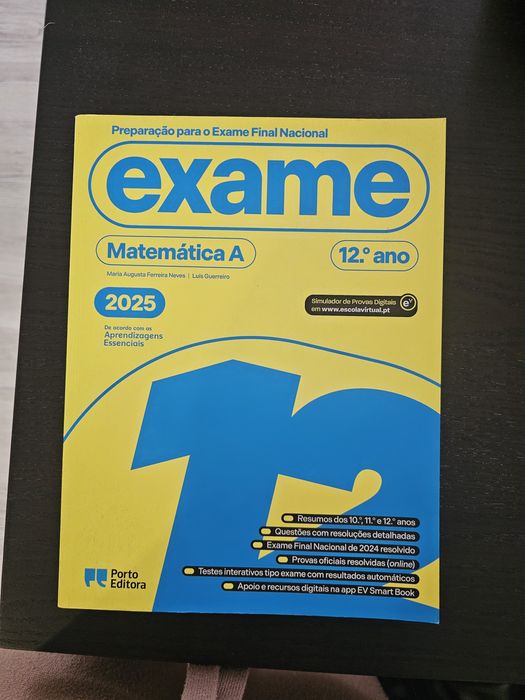 Preparação para o Exame Final Nacional
exame
Matemática A
12.º ano
Maria Augusta Ferreira Neves | Luís Guerreiro
2025
Simulador de Provas Digitais
em www.escolavirtual.pt
eV
De acordo com as
Aprendizagens
Essenciais
12
Resumos dos 10.º, 11.º e 12.º anos
Questões com resoluções detalhadas
Exame Final Nacional de 2024 resolvido
Provas oficiais resolvidas (online)
Testes interativos tipo exame com resultados automáticos
Apoio e recursos digitais na app EV Smart Book
Porto
Editora